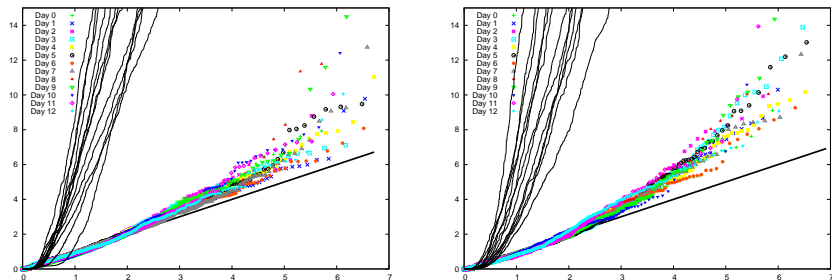 14
12
10
8
6
4
2
0
Day 0
Day 1
Day 2
Day 3
Day 4
Day 5
Day 6
Day 7
Day 8
Day 9
Day 10
Day 11
Day 12
0 1 2 3 4 5 6 7
14
12
10
8
6
4
2
0
Day 0
Day 1
Day 2
Day 3
Day 4
Day 5
Day 6
Day 7
Day 8
Day 9
Day 10
Day 11
Day 12
0 1 2 3 4 5 6